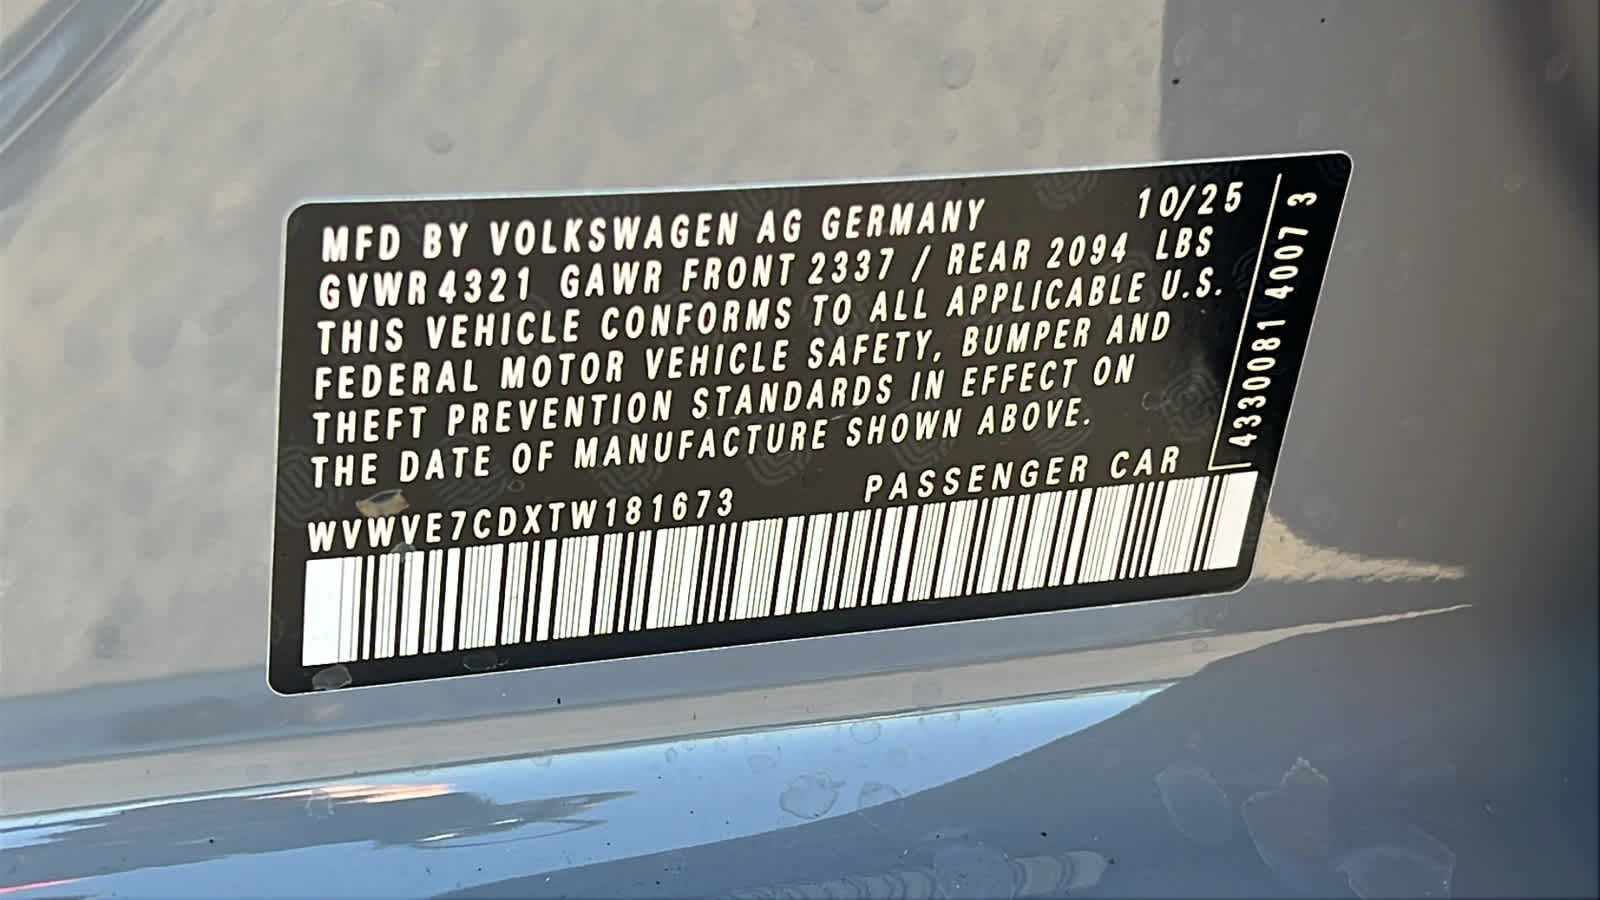 MFD BY VOLKSWAGEN AG GERMANY 10/25
GVWR 4321 GAWR FRONT 2337 / REAR 2094 LBS
THIS VEHICLE CONFORMS TO ALL APPLICABLE U.S.
FEDERAL MOTOR VEHICLE SAFETY, BUMPER AND
THEFT PREVENTION STANDARDS IN EFFECT ON
THE DATE OF MANUFACTURE SHOWN ABOVE.
WVWVE7CDXTW181673 PASSENGER CAR
4330081 4007 3